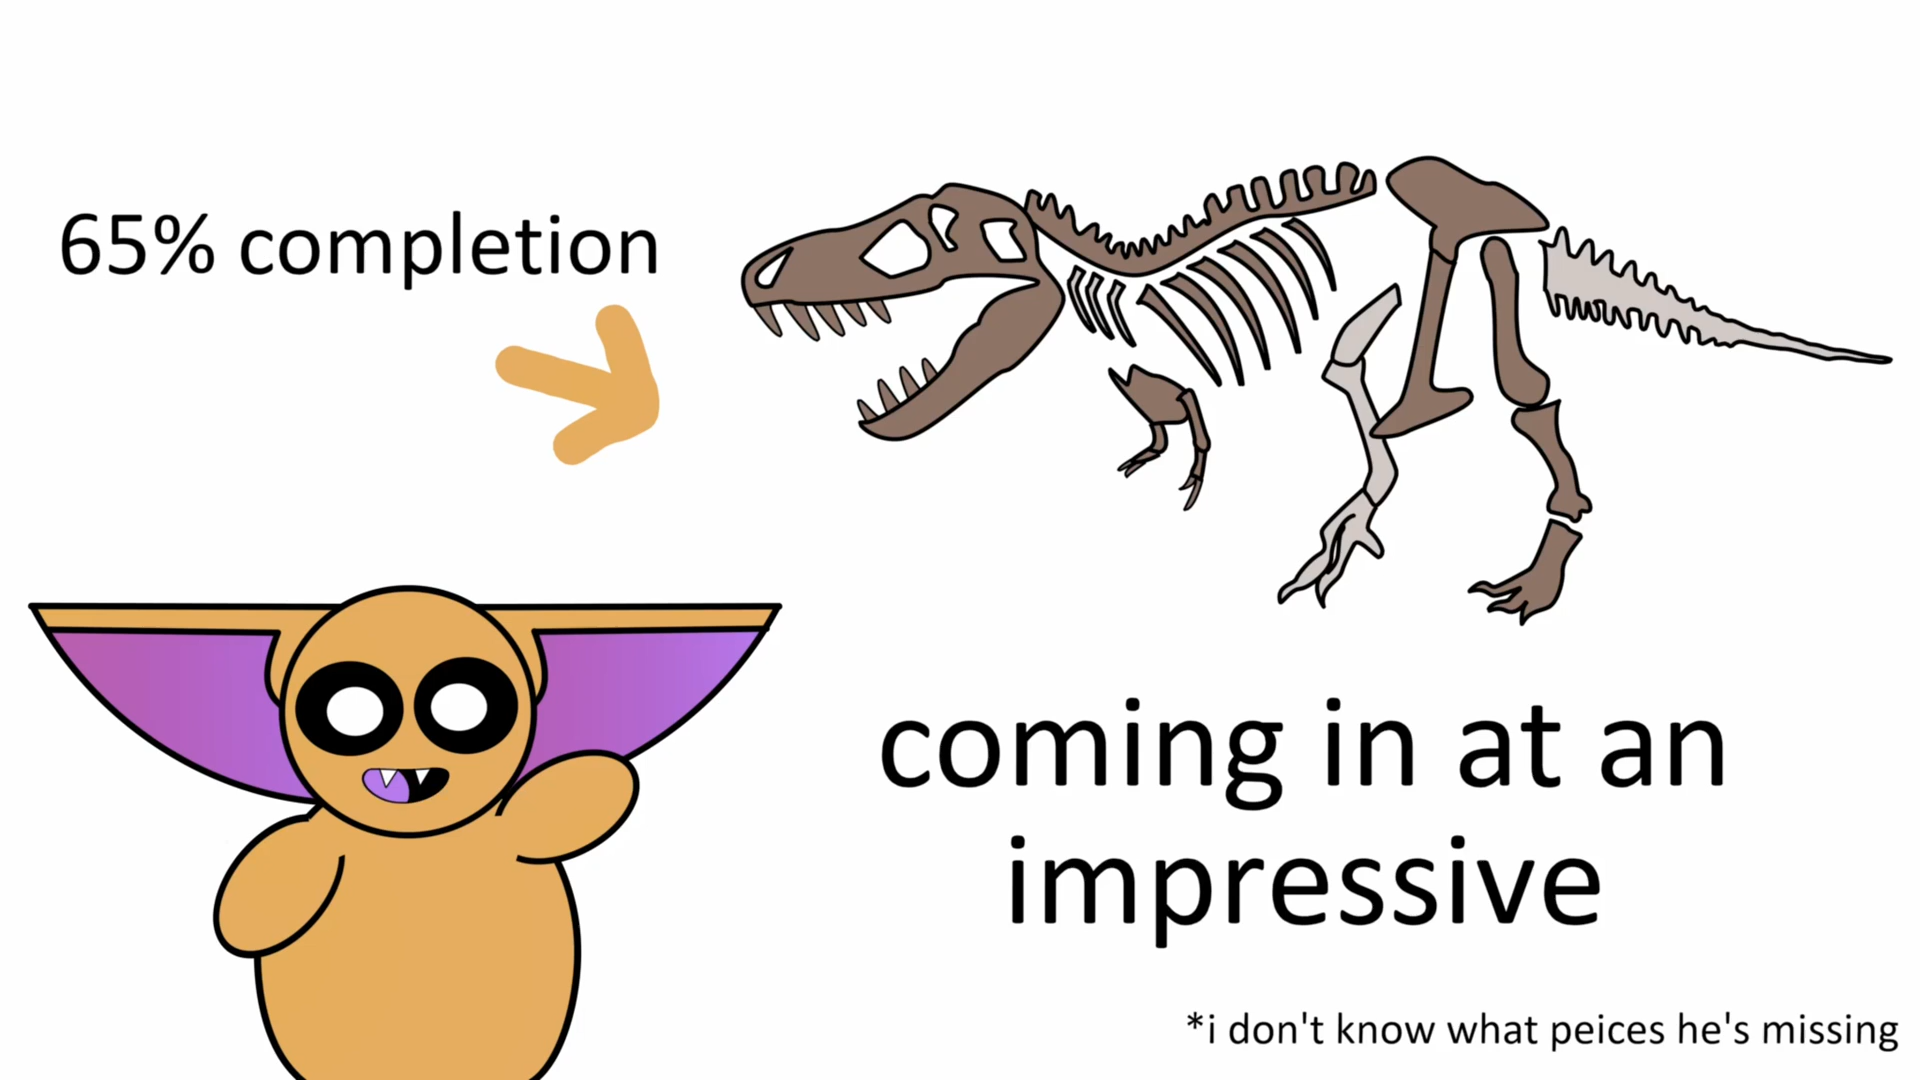 65% completion
coming in at an
impressive
*i don't know what peices he's missing